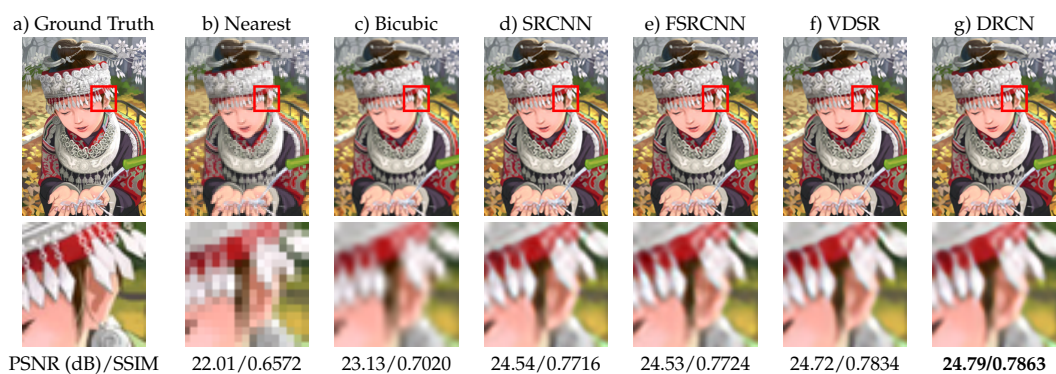 a) Ground Truth b) Nearest c) Bicubic d) SRCNN e) FSRCNN f) VDSR g) DRCN
PSNR (dB)/SSIM 22.01/0.6572 23.13/0.7020 24.54/0.7716 24.53/0.7724 24.72/0.7834 24.79/0.7863